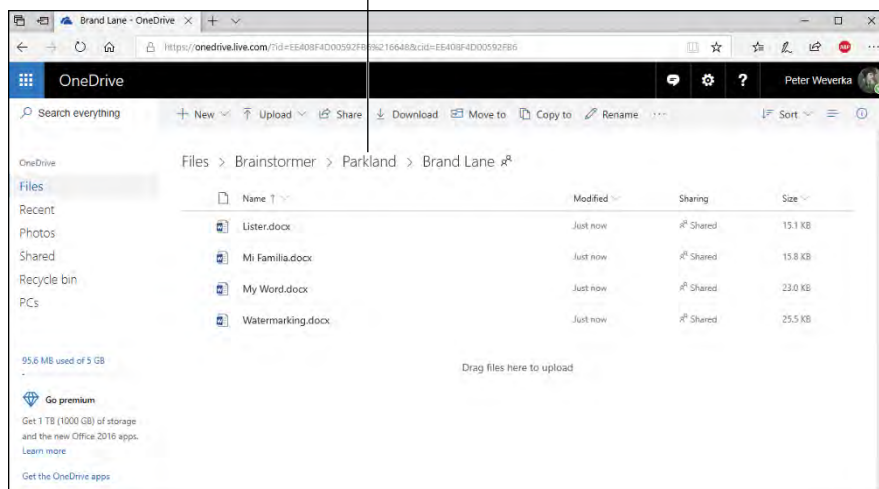 Brand Lane - OneDrive
https://onedrive.live.com/?id=EE408F4D00592FB6%216648&cid=EE408F4D00592FB6
OneDrive
?
Peter Weverka
Search everything
New Upload Share Download Move to Copy to Rename ··· Sort
OneDrive
Files > Brainstormer > Parkland > Brand Lane
Files
Recent
Photos
Shared
Recycle bin
PCs
Name Modified Sharing Size
Lister.docx Just now Shared 15.1 KB
Mi Familia.docx Just now Shared 15.8 KB
My Word.docx Just now Shared 23.0 KB
Watermarking.docx Just now Shared 25.5 KB
Drag files here to upload
95.6 MB used of 5 GB
Go premium
Get 1 TB (1000 GB) of storage
and the new Office 2016 apps.
Learn more
Get the OneDrive apps